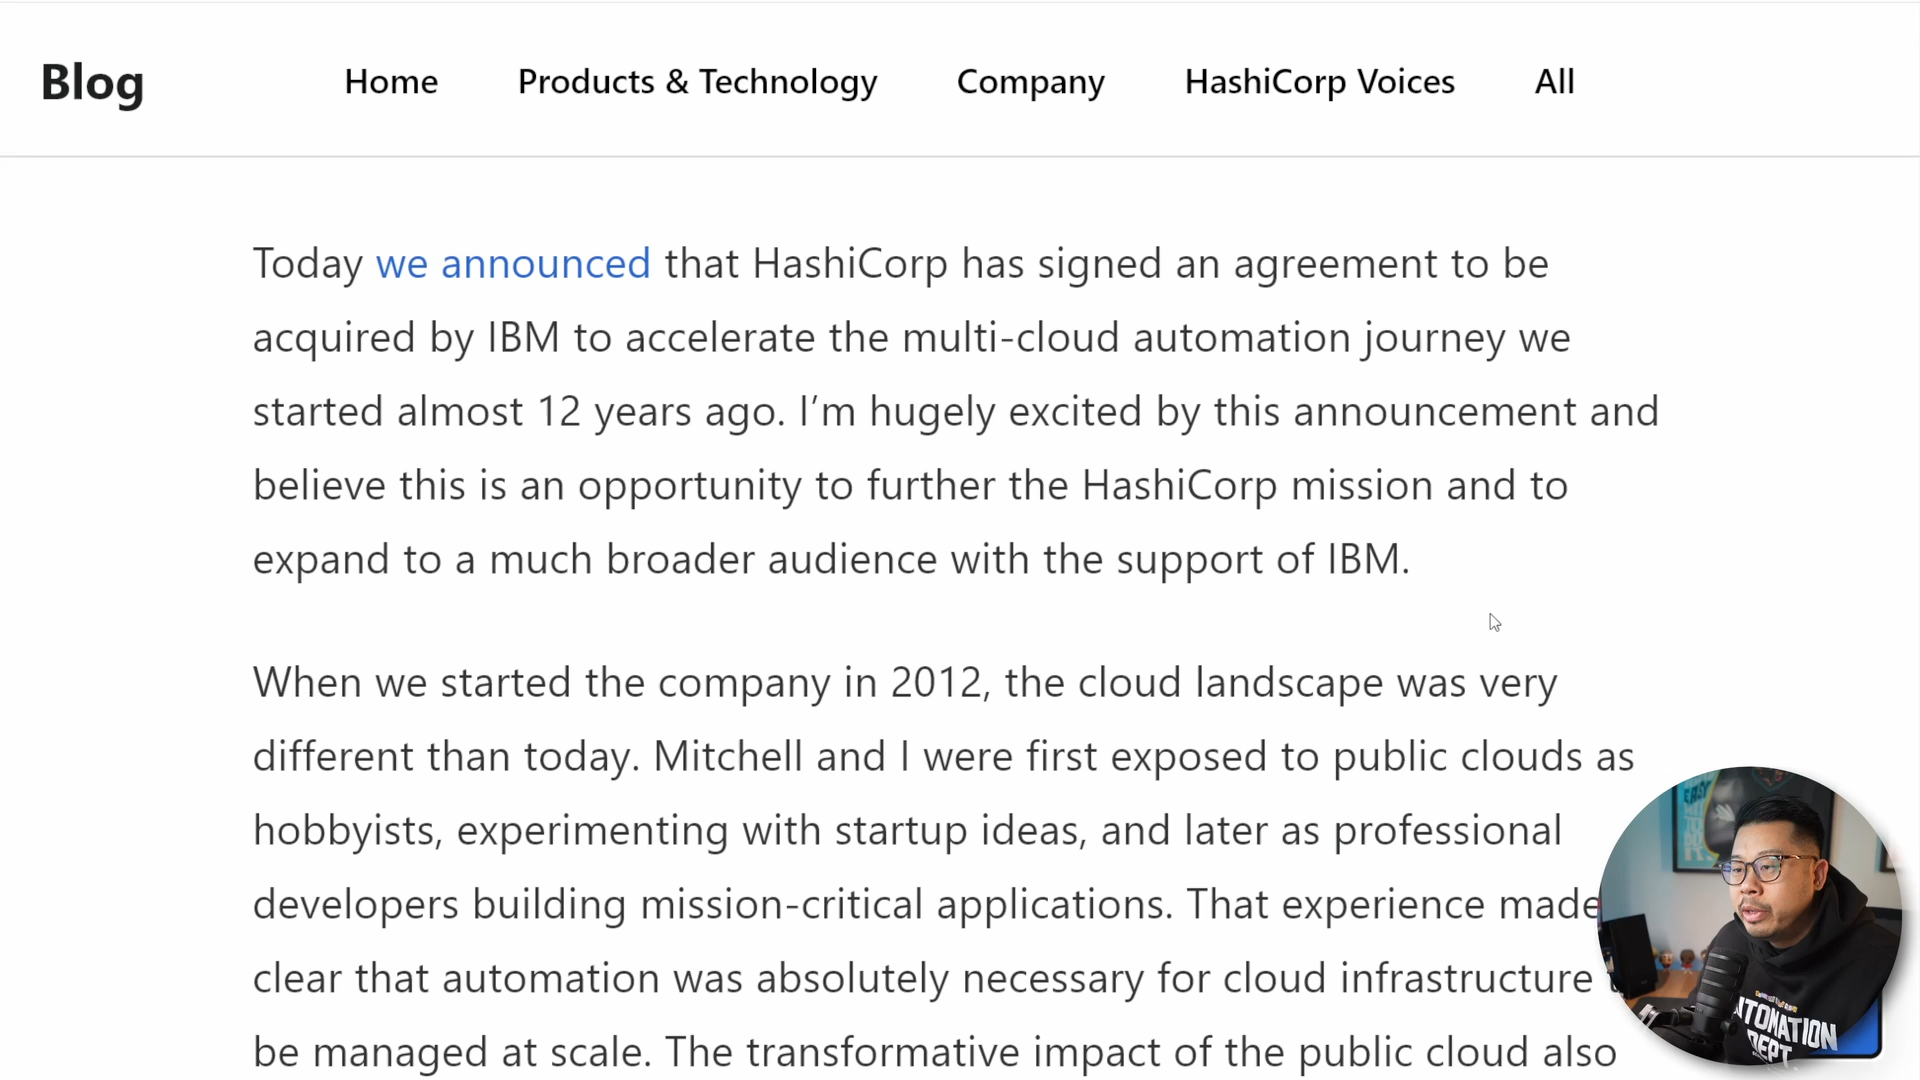 Blog
Home
Products & Technology
Company
HashiCorp Voices
All
Today we announced that HashiCorp has signed an agreement to be
acquired by IBM to accelerate the multi-cloud automation journey we
started almost 12 years ago. I’m hugely excited by this announcement and
believe this is an opportunity to further the HashiCorp mission and to
expand to a much broader audience with the support of IBM.
When we started the company in 2012, the cloud landscape was very
different than today. Mitchell and I were first exposed to public clouds as
hobbyists, experimenting with startup ideas, and later as professional
developers building mission-critical applications. That experience made
clear that automation was absolutely necessary for cloud infrastructure
be managed at scale. The transformative impact of the public cloud also